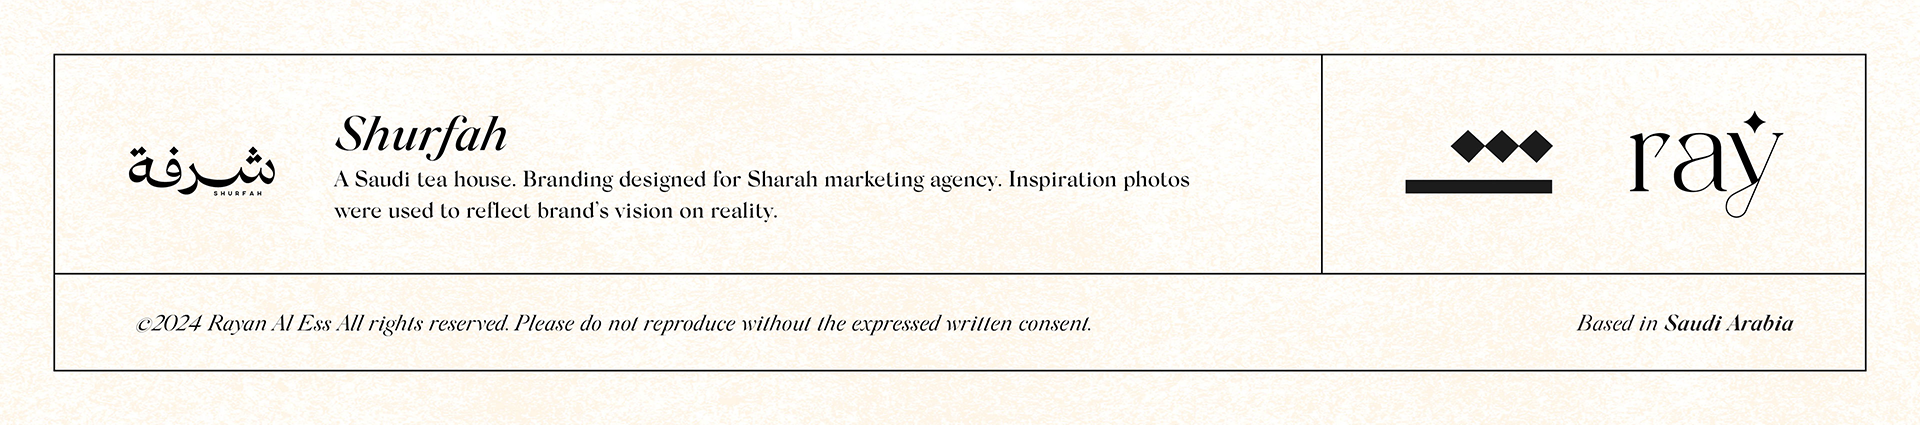 شرفة
SHURFAH
Shurfah
A Saudi tea house. Branding designed for Sharah marketing agency. Inspiration photos
were used to reflect brand's vision on reality.
ray
©2024 Rayan Al Ess All rights reserved. Please do not reproduce without the expressed written consent.
Based in Saudi Arabia